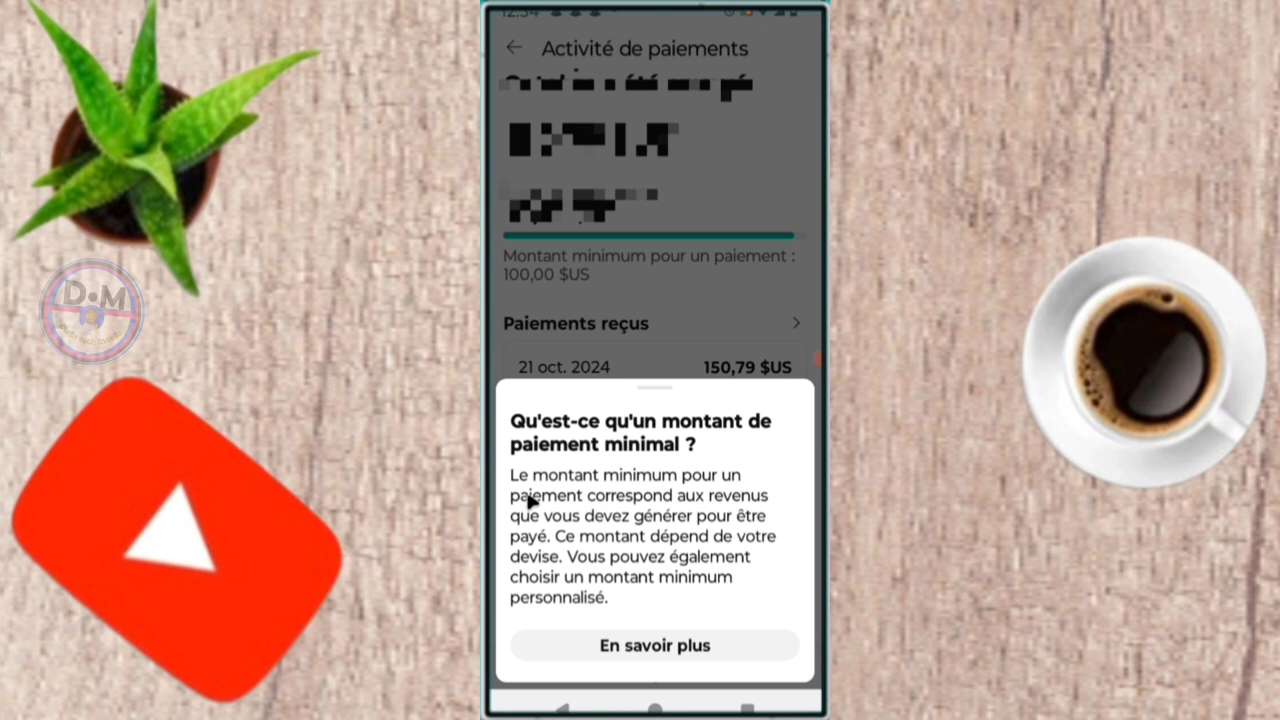 12:54
Activité de paiements
Montant minimum pour un paiement :
100,00 $US
Paiements reçus
21 oct. 2024 150,79 $US
Qu'est-ce qu'un montant de
paiement minimal ?
Le montant minimum pour un
paiement correspond aux revenus
que vous devez générer pour être
payé. Ce montant dépend de votre
devise. Vous pouvez également
choisir un montant minimum
personnalisé.
En savoir plus
D•M